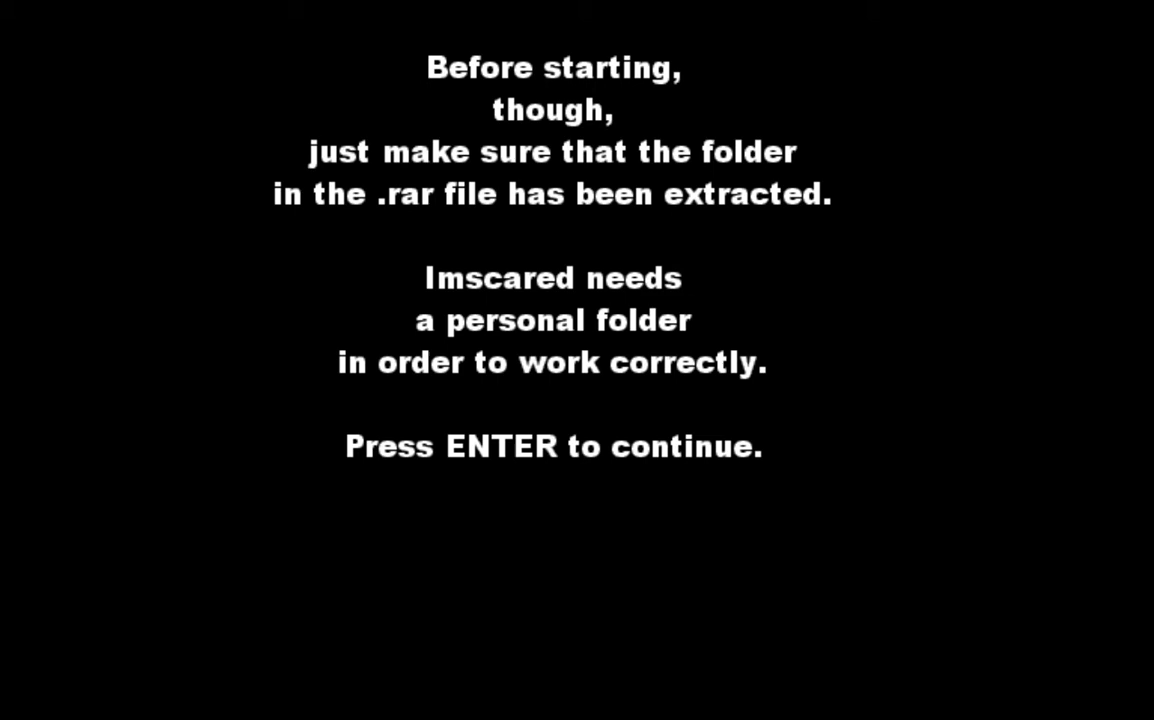 Before starting,
though,
just make sure that the folder
in the .rar file has been extracted.
Imscared needs
a personal folder
in order to work correctly.
Press ENTER to continue.